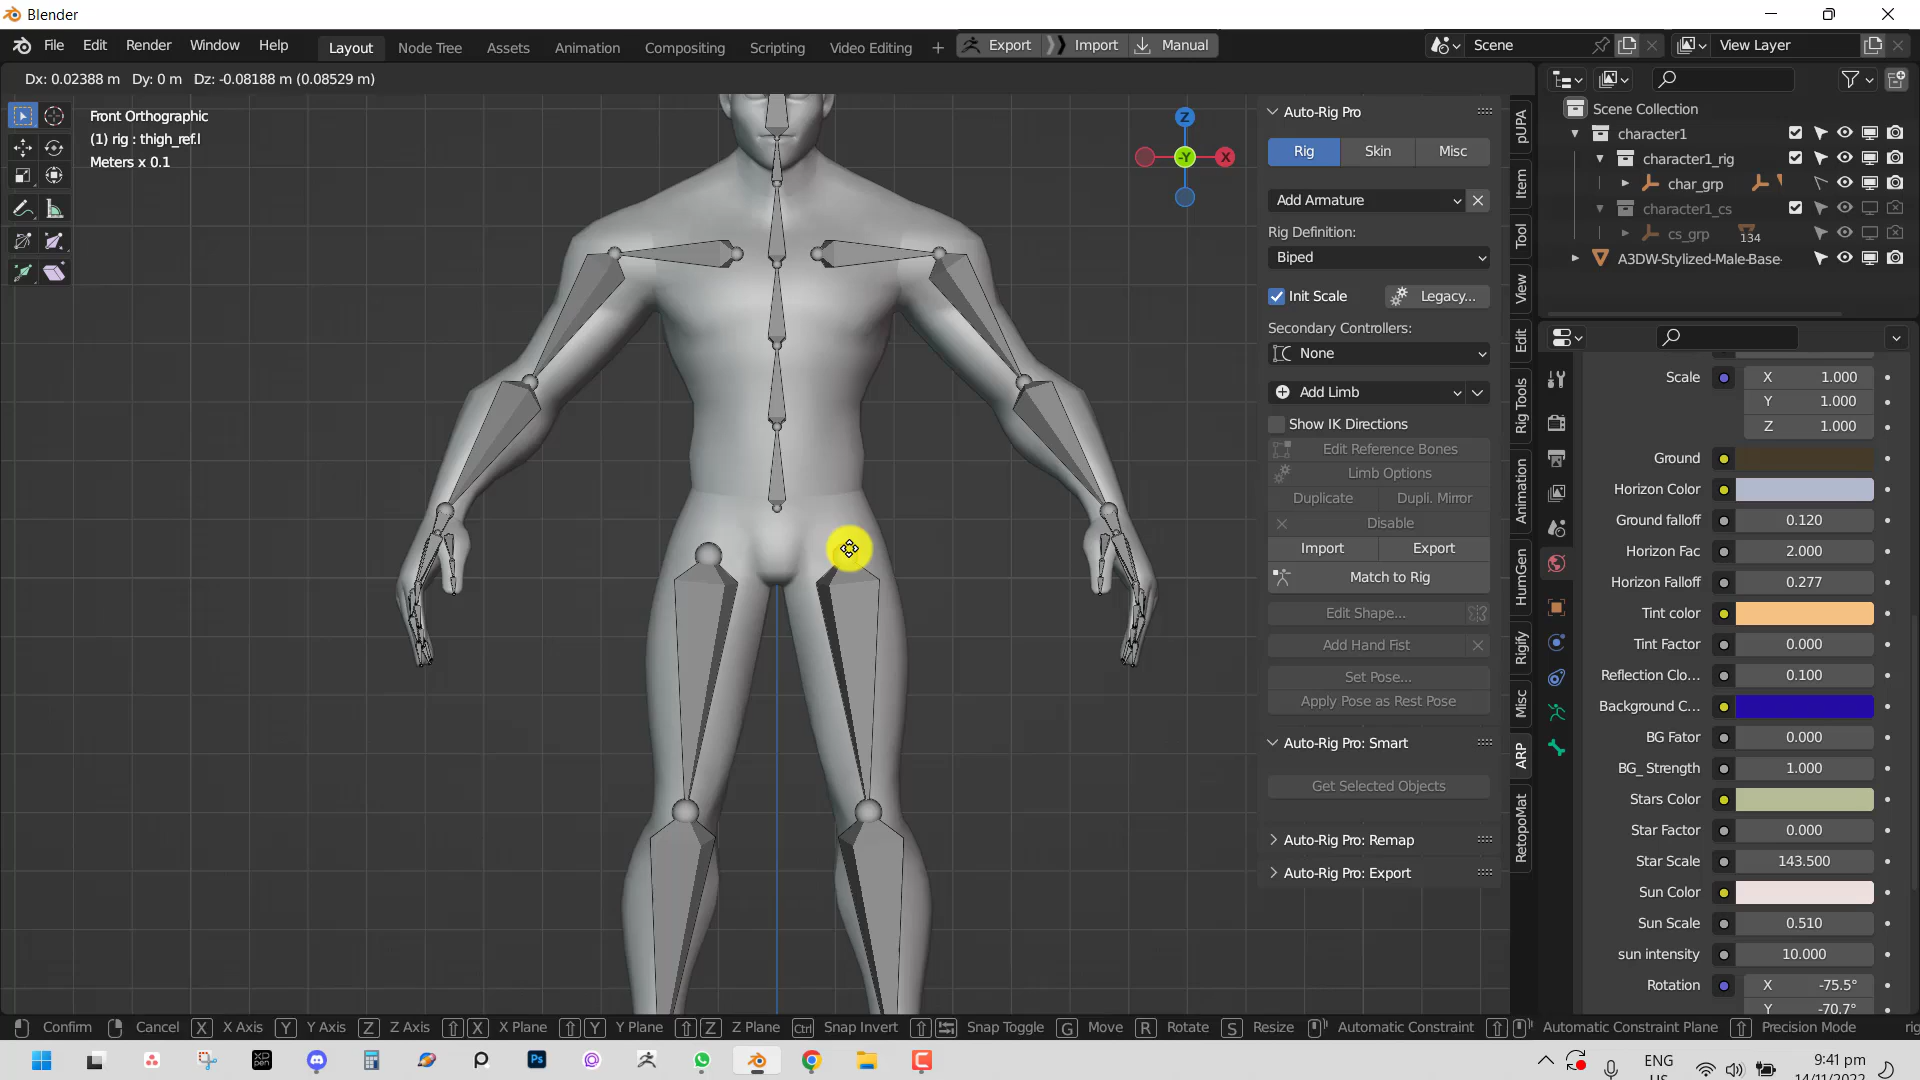 Blender
File Edit Render Window Help Layout Node Tree Assets Animation Compositing Scripting Video Editing + Export Import Manual Scene View Layer
Dx: 0.02388 m Dy: 0 m Dz: -0.08188 m (0.08529 m)
Front Orthographic
(1) rig : thigh_ref.l
Meters x 0.1
Z
X
-Y
Auto-Rig Pro
Rig Skin Misc
Add Armature
Rig Definition:
Biped
Init Scale Legacy...
Secondary Controllers:
None
Add Limb
Show IK Directions
Edit Reference Bones
Limb Options
Duplicate Dupli. Mirror
Disable
Import Export
Match to Rig
Edit Shape...
Add Hand Fist
Set Pose...
Apply Pose as Rest Pose
Auto-Rig Pro: Smart
Get Selected Objects
Auto-Rig Pro: Remap
Auto-Rig Pro: Export
pUPA
Item
Tool
View
Edit
Rig Tools
Animation
HumGen
Rigify
Misc
ARP
RetopoMat
Scene Collection
character1
character1_rig
char_grp
character1_cs
cs_grp 134
A3DW-Stylized-Male-Base-
Scale X 1.000
Y 1.000
Z 1.000
Ground
Horizon Color
Ground falloff 0.120
Horizon Fac 2.000
Horizon Falloff 0.277
Tint color
Tint Factor 0.000
Reflection Clo... 0.100
Background C...
BG Fator 0.000
BG_ Strength 1.000
Stars Color
Star Factor 0.000
Star Scale 143.500
Sun Color
Sun Scale 0.510
sun intensity 10.000
Rotation X -75.5°
Y -70.7°
Confirm Cancel X X Axis Y Y Axis Z Z Axis X X Plane Y Y Plane Z Z Plane Ctrl Snap Invert Snap Toggle G Move R Rotate S Resize Automatic Constraint Automatic Constraint Plane Precision Mode rig
XP PEN Ps
ENG 9:41 pm
US 14/11/2022